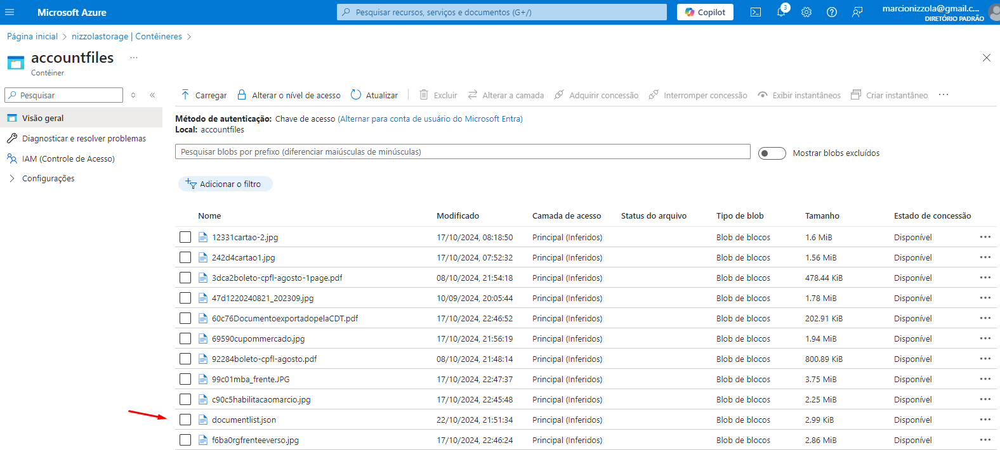 Microsoft Azure
Pesquisar recursos, serviços e documentos (G+/)
Copilot
3
marcionizzola@gmail.c...
DIRETÓRIO PADRÃO
Página inicial > nizzolastorage | Contêineres >
accountfiles ...
Contêiner
Pesquisar
Carregar Alterar o nível de acesso Atualizar Excluir Alterar a camada Adquirir concessão Interromper concessão Exibir instantâneos Criar instantâneo ...
Visão geral
Diagnosticar e resolver problemas
IAM (Controle de Acesso)
Configurações
Método de autenticação: Chave de acesso (Alternar para conta de usuário do Microsoft Entra)
Local: accountfiles
Pesquisar blobs por prefixo (diferenciar maiúsculas de minúsculas)
Mostrar blobs excluídos
Adicionar o filtro
Nome Modificado Camada de acesso Status do arquivo Tipo de blob Tamanho Estado de concessão
12331cartao-2.jpg 17/10/2024, 08:18:50 Principal (Inferidos) Blob de blocos 1.6 MiB Disponível ...
242d4cartao1.jpg 17/10/2024, 07:52:32 Principal (Inferidos) Blob de blocos 1.56 MiB Disponível ...
3dca2boleto-cpfl-agosto-1page.pdf 08/10/2024, 21:54:18 Principal (Inferidos) Blob de blocos 478.44 KiB Disponível ...
47d1220240821_202309.jpg 10/09/2024, 20:05:44 Principal (Inferidos) Blob de blocos 1.78 MiB Disponível ...
60c76DocumentoexportadopelaCDT.pdf 17/10/2024, 22:46:52 Principal (Inferidos) Blob de blocos 202.91 KiB Disponível ...
69590cupommercado.jpg 17/10/2024, 21:56:19 Principal (Inferidos) Blob de blocos 1.94 MiB Disponível ...
92284boleto-cpfl-agosto.pdf 08/10/2024, 21:48:14 Principal (Inferidos) Blob de blocos 800.89 KiB Disponível ...
99c01mba_frente.JPG 17/10/2024, 22:47:37 Principal (Inferidos) Blob de blocos 3.75 MiB Disponível ...
c90c5habilitacaomarcio.jpg 17/10/2024, 22:45:48 Principal (Inferidos) Blob de blocos 2.25 MiB Disponível ...
documentlist.json 22/10/2024, 21:51:34 Principal (Inferidos) Blob de blocos 2.99 KiB Disponível ...
f6ba0rgfrenteeverso.jpg 17/10/2024, 22:46:24 Principal (Inferidos) Blob de blocos 2.86 MiB Disponível ...